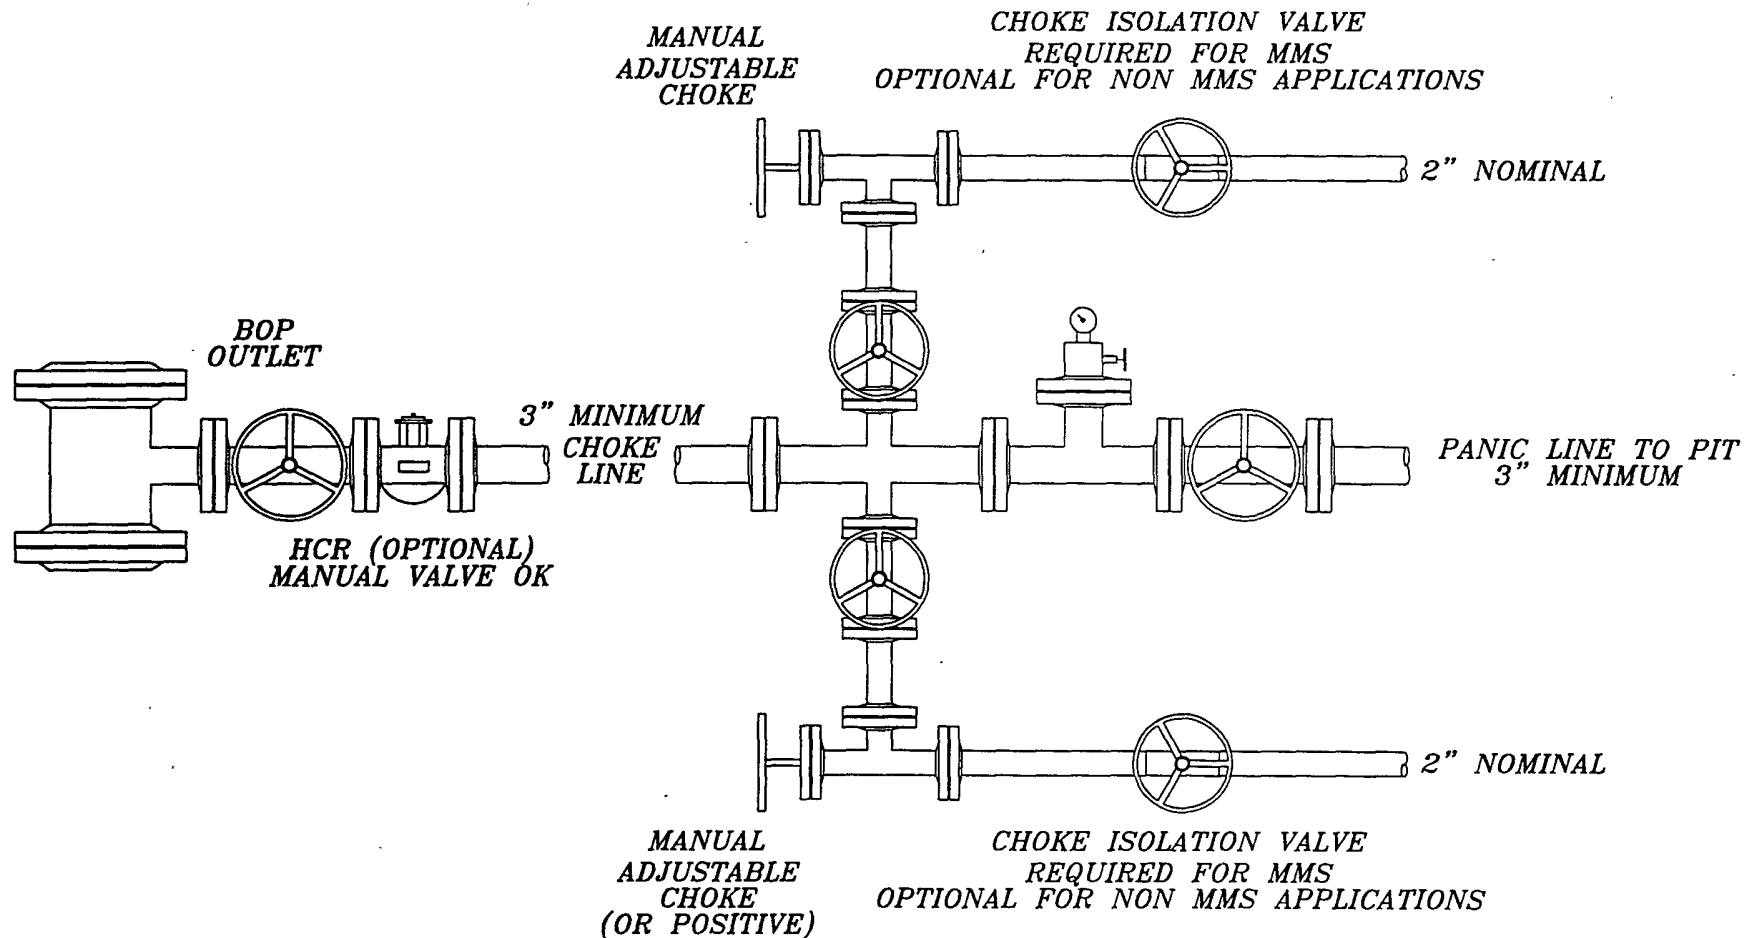 MANUAL
ADJUSTABLE
CHOKE
CHOKE ISOLATION VALVE
REQUIRED FOR MMS
OPTIONAL FOR NON MMS APPLICATIONS
2" NOMINAL
BOP
OUTLET
3" MINIMUM
CHOKE
LINE
PANIC LINE TO PIT
3" MINIMUM
HCR (OPTIONAL)
MANUAL VALVE OK
2" NOMINAL
MANUAL
ADJUSTABLE
CHOKE
(OR POSITIVE)
CHOKE ISOLATION VALVE
REQUIRED FOR MMS
OPTIONAL FOR NON MMS APPLICATIONS